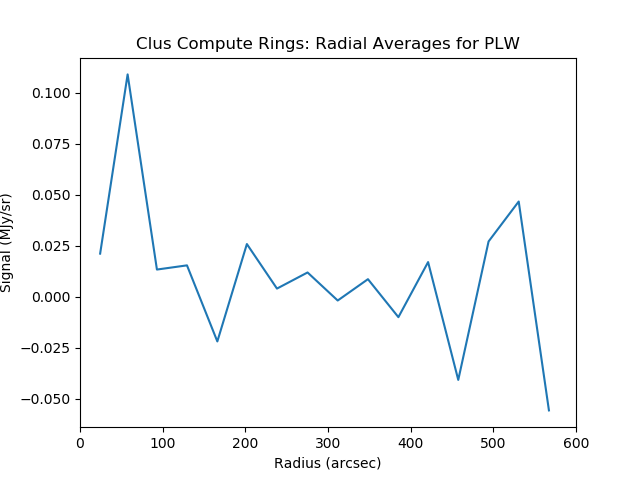 Clus Compute Rings: Radial Averages for PLW
0.100
0.075
0.050
0.025
0.000
−0.025
−0.050
Signal (MJy/sr)
0 100 200 300 400 500 600
Radius (arcsec)